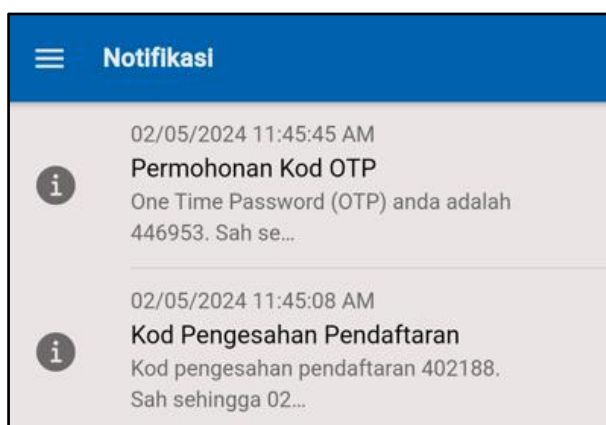 Notifikasi
02/05/2024 11:45:45 AM
Permohonan Kod OTP
One Time Password (OTP) anda adalah
446953. Sah se...
02/05/2024 11:45:08 AM
Kod Pengesahan Pendaftaran
Kod pengesahan pendaftaran 402188.
Sah sehingga 02...